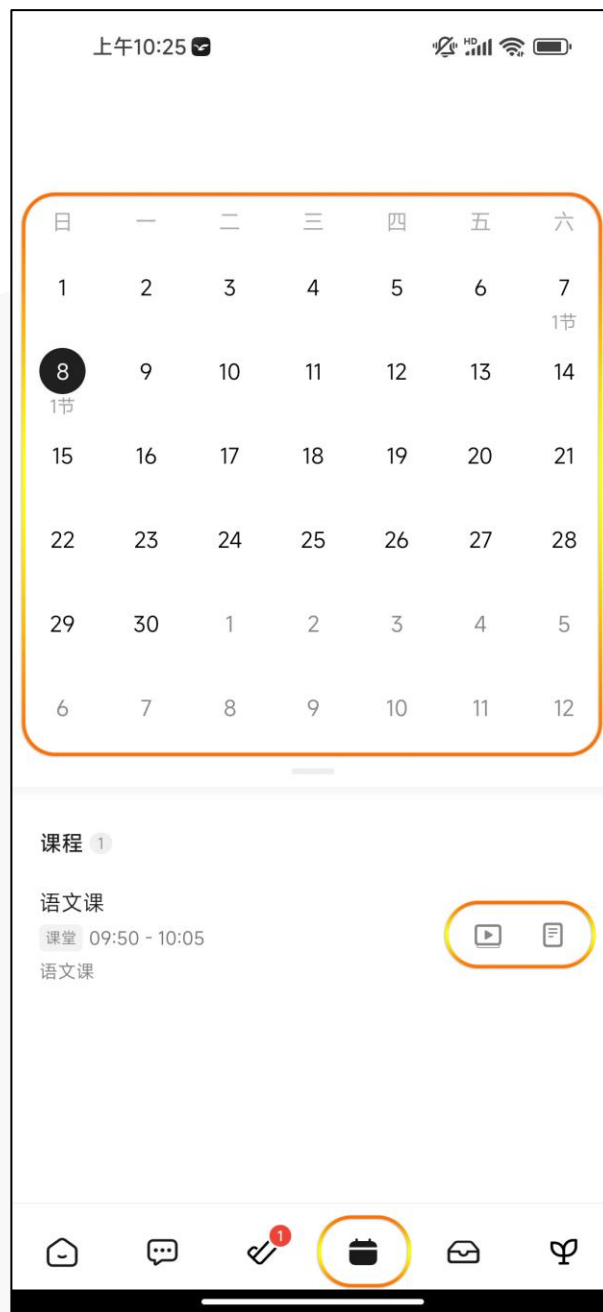 上午10:25 HD
日 一 二 三 四 五 六
1 2 3 4 5 6 7
1节
8 9 10 11 12 13 14
1节
15 16 17 18 19 20 21
22 23 24 25 26 27 28
29 30 1 2 3 4 5
6 7 8 9 10 11 12
课程 1
语文课
课堂 09:50 - 10:05
语文课
1